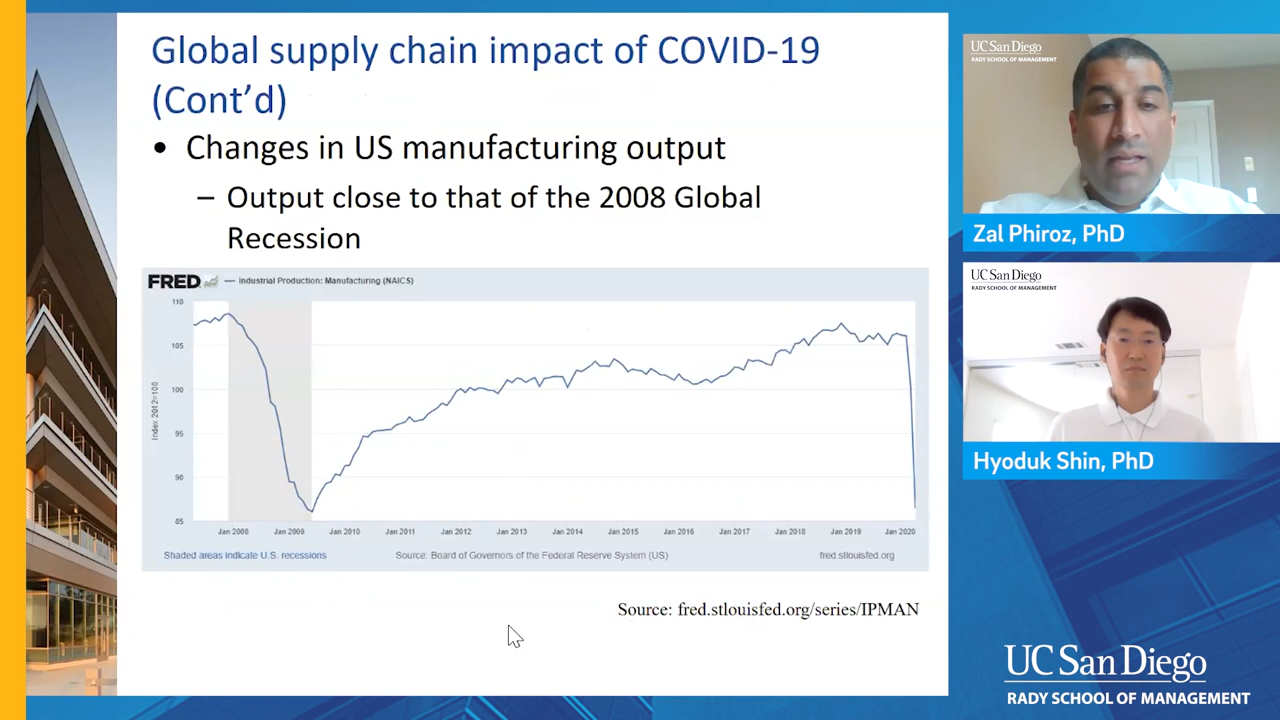 Global supply chain impact of COVID-19
(Cont’d)
• Changes in US manufacturing output
– Output close to that of the 2008 Global
Recession
FRED — Industrial Production: Manufacturing (NAICS)
110
105
100
95
90
85
Index 2012=100
Jan 2008 Jan 2009 Jan 2010 Jan 2011 Jan 2012 Jan 2013 Jan 2014 Jan 2015 Jan 2016 Jan 2017 Jan 2018 Jan 2019 Jan 2020
Shaded areas indicate U.S. recessions Source: Board of Governors of the Federal Reserve System (US) fred.stlouisfed.org
Source: fred.stlouisfed.org/series/IPMAN
UC San Diego
RADY SCHOOL OF MANAGEMENT
Zal Phiroz, PhD
UC San Diego
RADY SCHOOL OF MANAGEMENT
Hyoduk Shin, PhD
UC San Diego
RADY SCHOOL OF MANAGEMENT